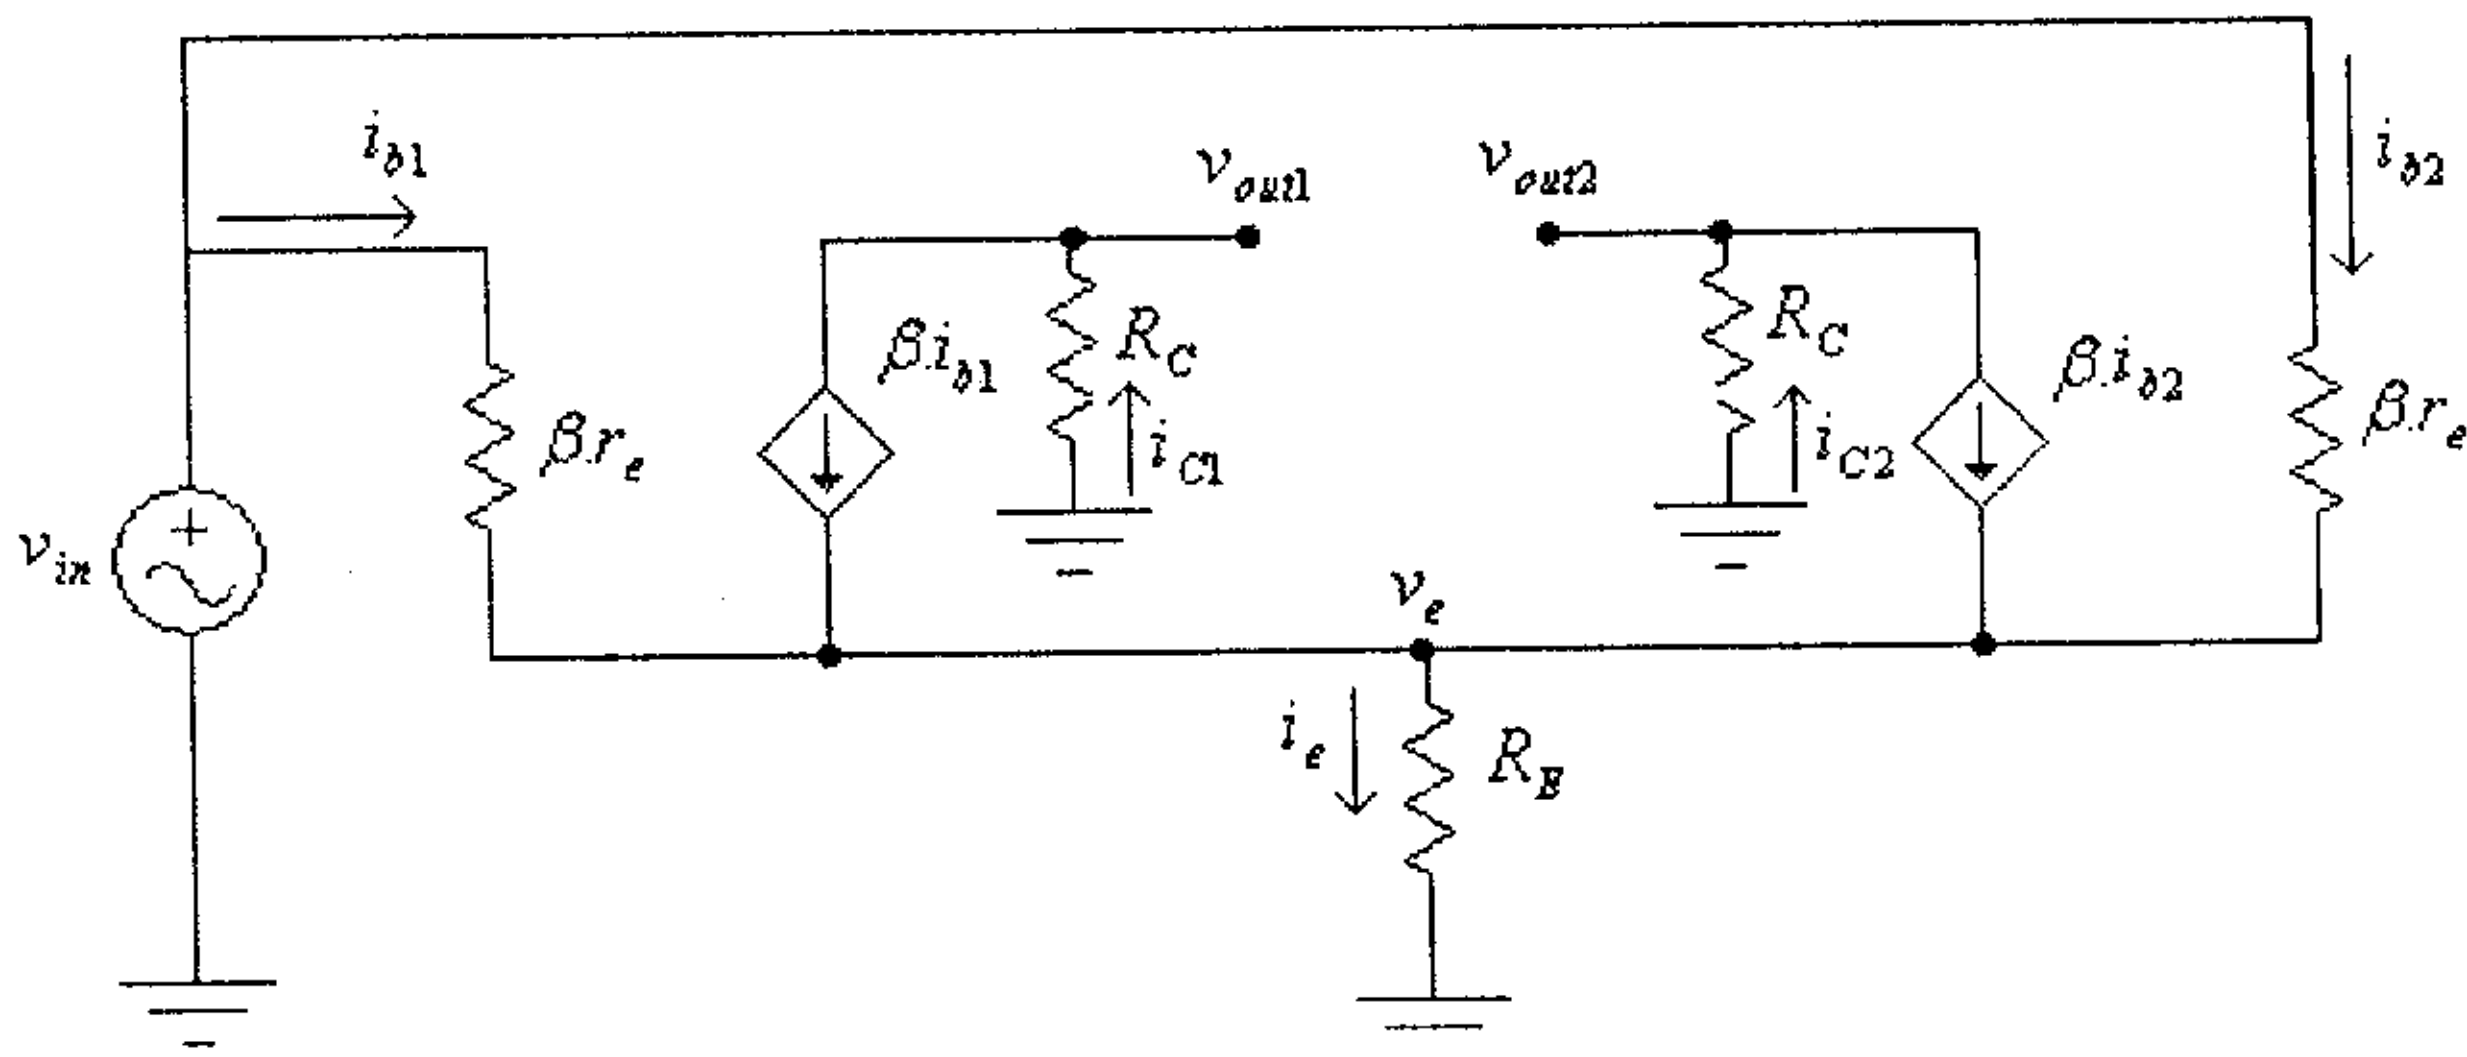 i_b1
v_out1
v_out2
i_b2
βi_b1
R_C
R_C
βi_b2
βr_e
i_C1
i_C2
βr_e
+
v_in
v_e
i_e
R_E